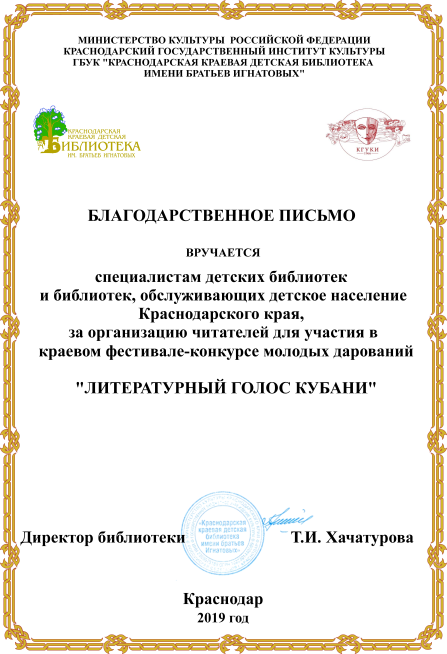 МИНИСТЕРСТВО КУЛЬТУРЫ РОССИЙСКОЙ ФЕДЕРАЦИИ
КРАСНОДАРСКИЙ ГОСУДАРСТВЕННЫЙ ИНСТИТУТ КУЛЬТУРЫ
ГБУК "КРАСНОДАРСКАЯ КРАЕВАЯ ДЕТСКАЯ БИБЛИОТЕКА
ИМЕНИ БРАТЬЕВ ИГНАТОВЫХ"
КРАСНОДАРСКАЯ
КРАЕВАЯ ДЕТСКАЯ
БИБЛИОТЕКА
ИМ. БРАТЬЕВ ИГНАТОВЫХ
КГУКИ
БЛАГОДАРСТВЕННОЕ ПИСЬМО
ВРУЧАЕТСЯ
специалистам детских библиотек
и библиотек, обслуживающих детское население
Краснодарского края,
за организацию читателей для участия в
краевом фестивале-конкурсе молодых дарований
"ЛИТЕРАТУРНЫЙ ГОЛОС КУБАНИ"
«Краснодарская
краевая детская
библиотека
имени братьев
Игнатовых»
Директор библиотеки Т.И. Хачатурова
Краснодар
2019 год